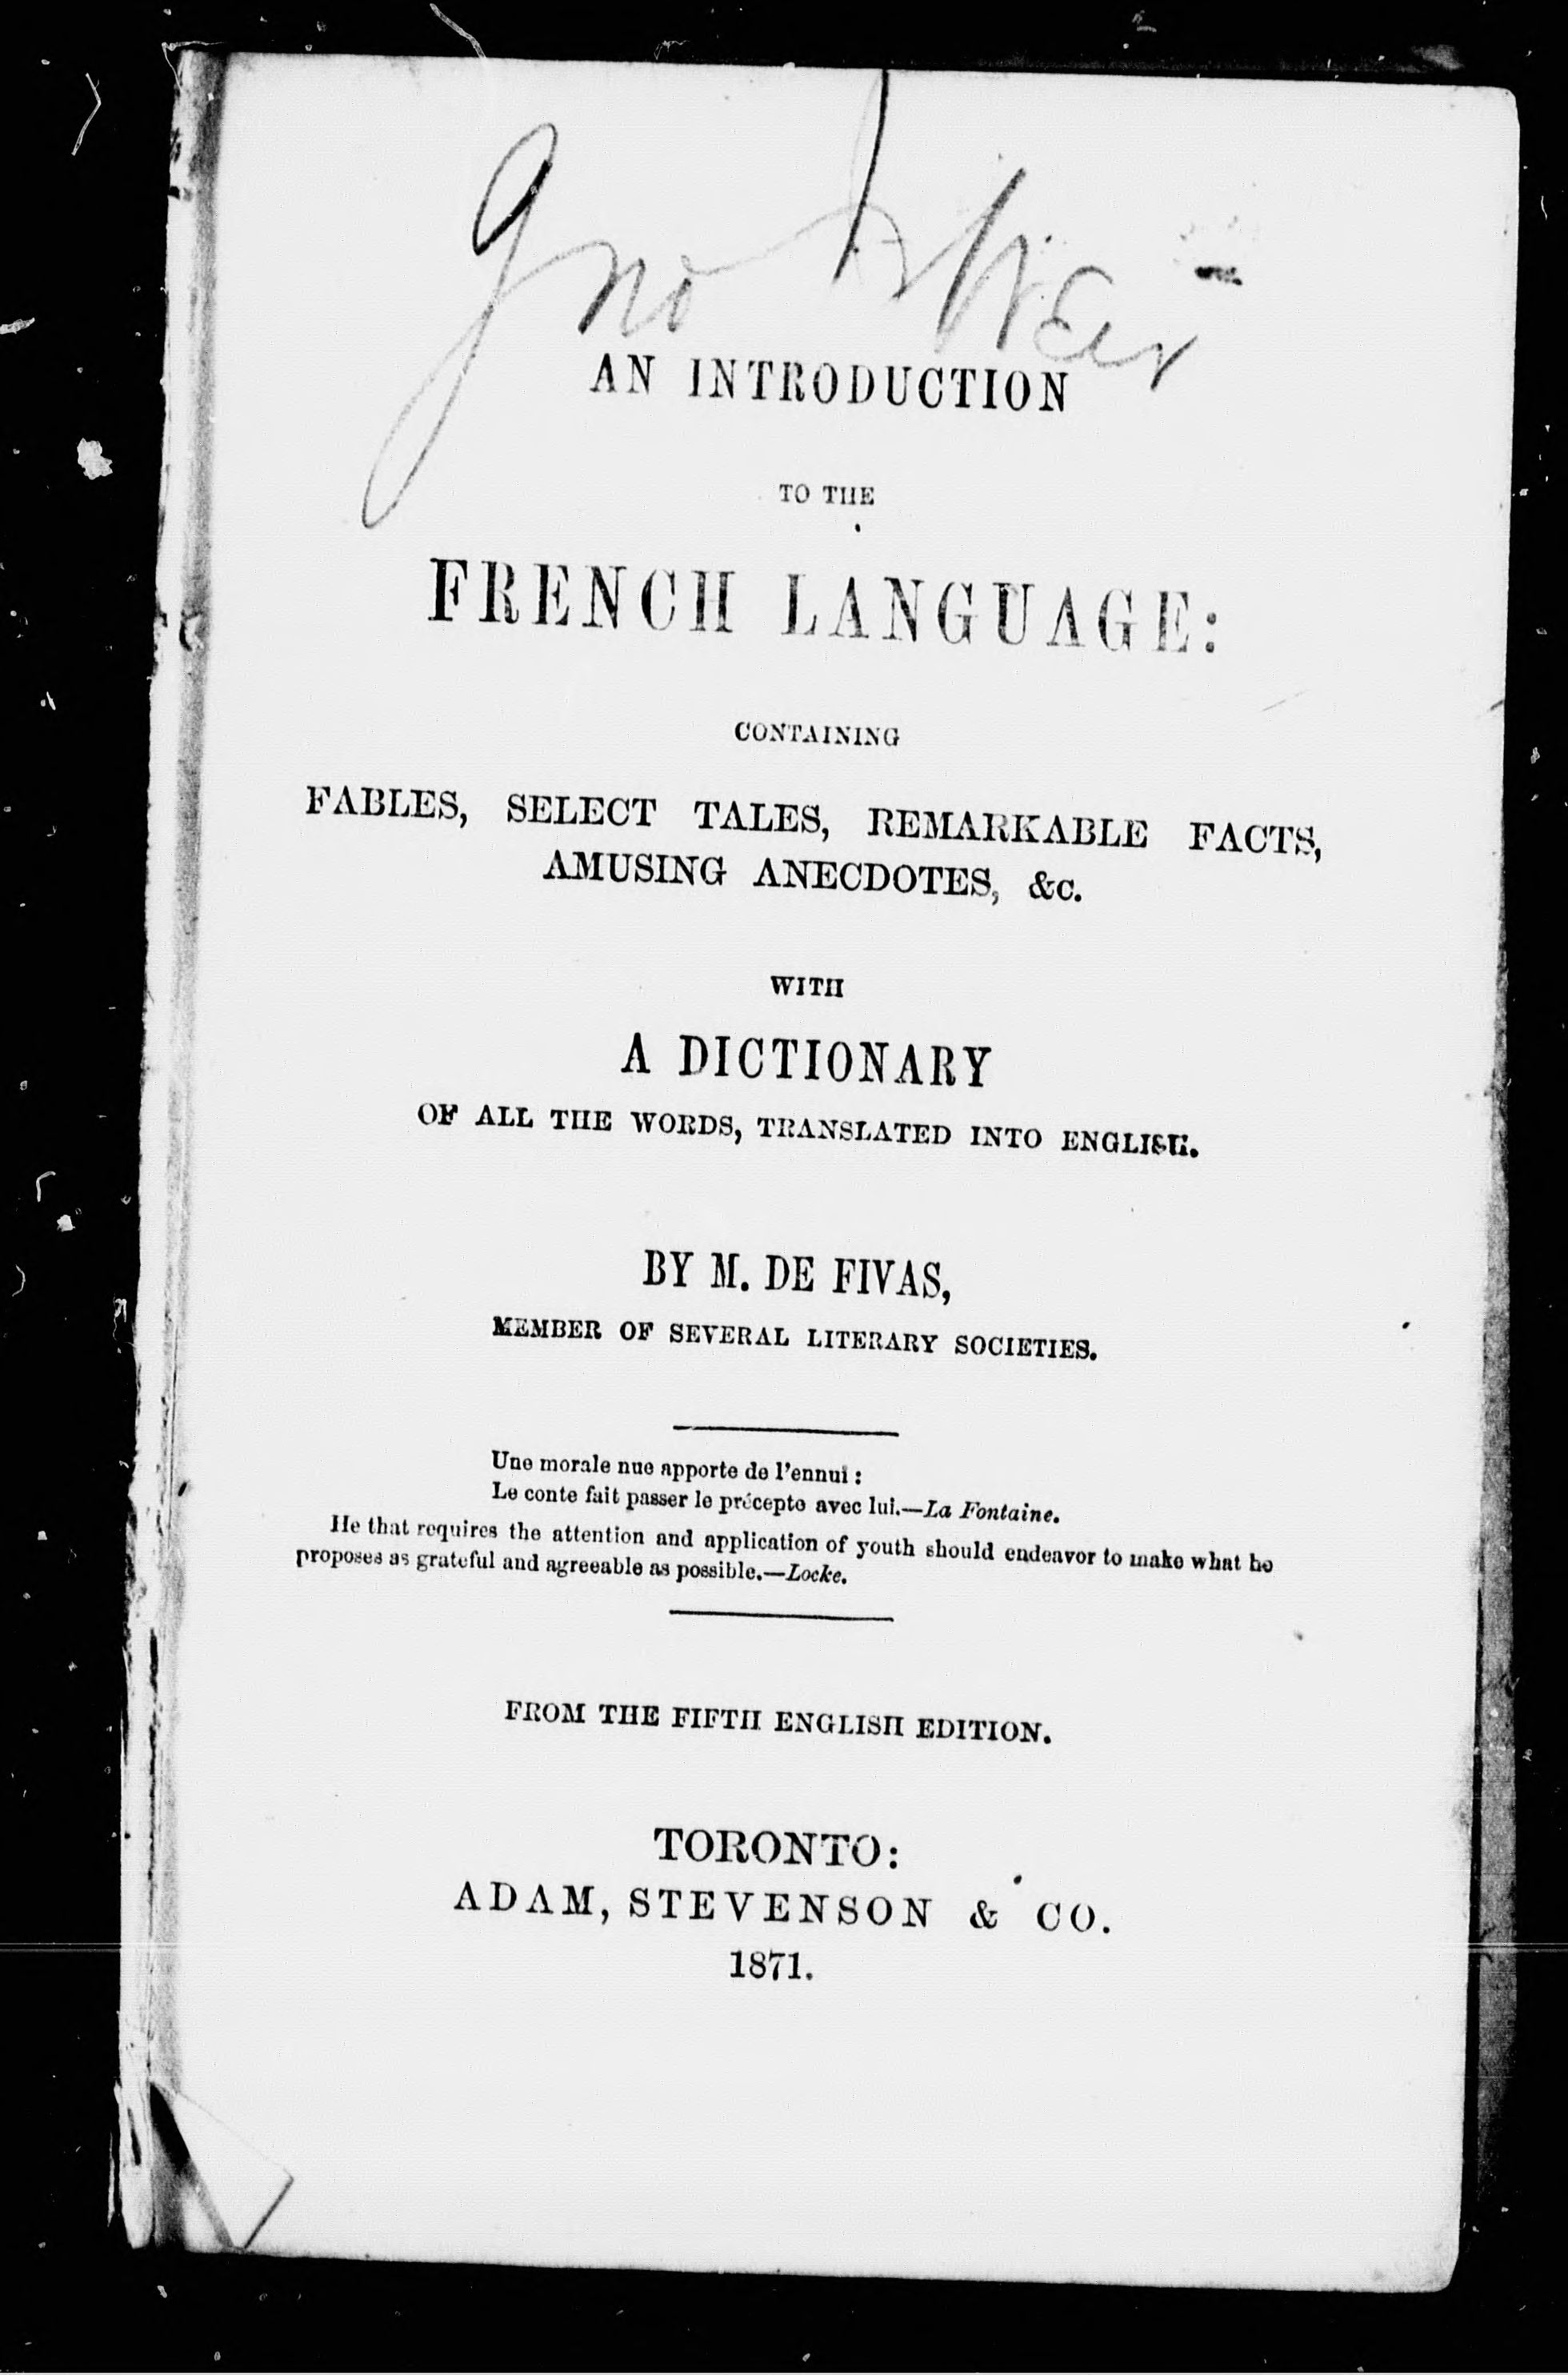 AN INTRODUCTION
TO THE
FRENCH LANGUAGE:
CONTAINING
FABLES, SELECT TALES, REMARKABLE FACTS,
AMUSING ANECDOTES, &c.
WITH
A DICTIONARY
OF ALL THE WORDS, TRANSLATED INTO ENGLISH.
BY M. DE FIVAS,
MEMBER OF SEVERAL LITERARY SOCIETIES.
Une morale nue apporte de l'ennui :
Le conte fait passer le précepte avec lui.—La Fontaine.
He that requires the attention and application of youth should endeavor to make what he
proposes as grateful and agreeable as possible.—Locke.
FROM THE FIFTH ENGLISH EDITION.
TORONTO:
ADAM, STEVENSON & CO.
1871.